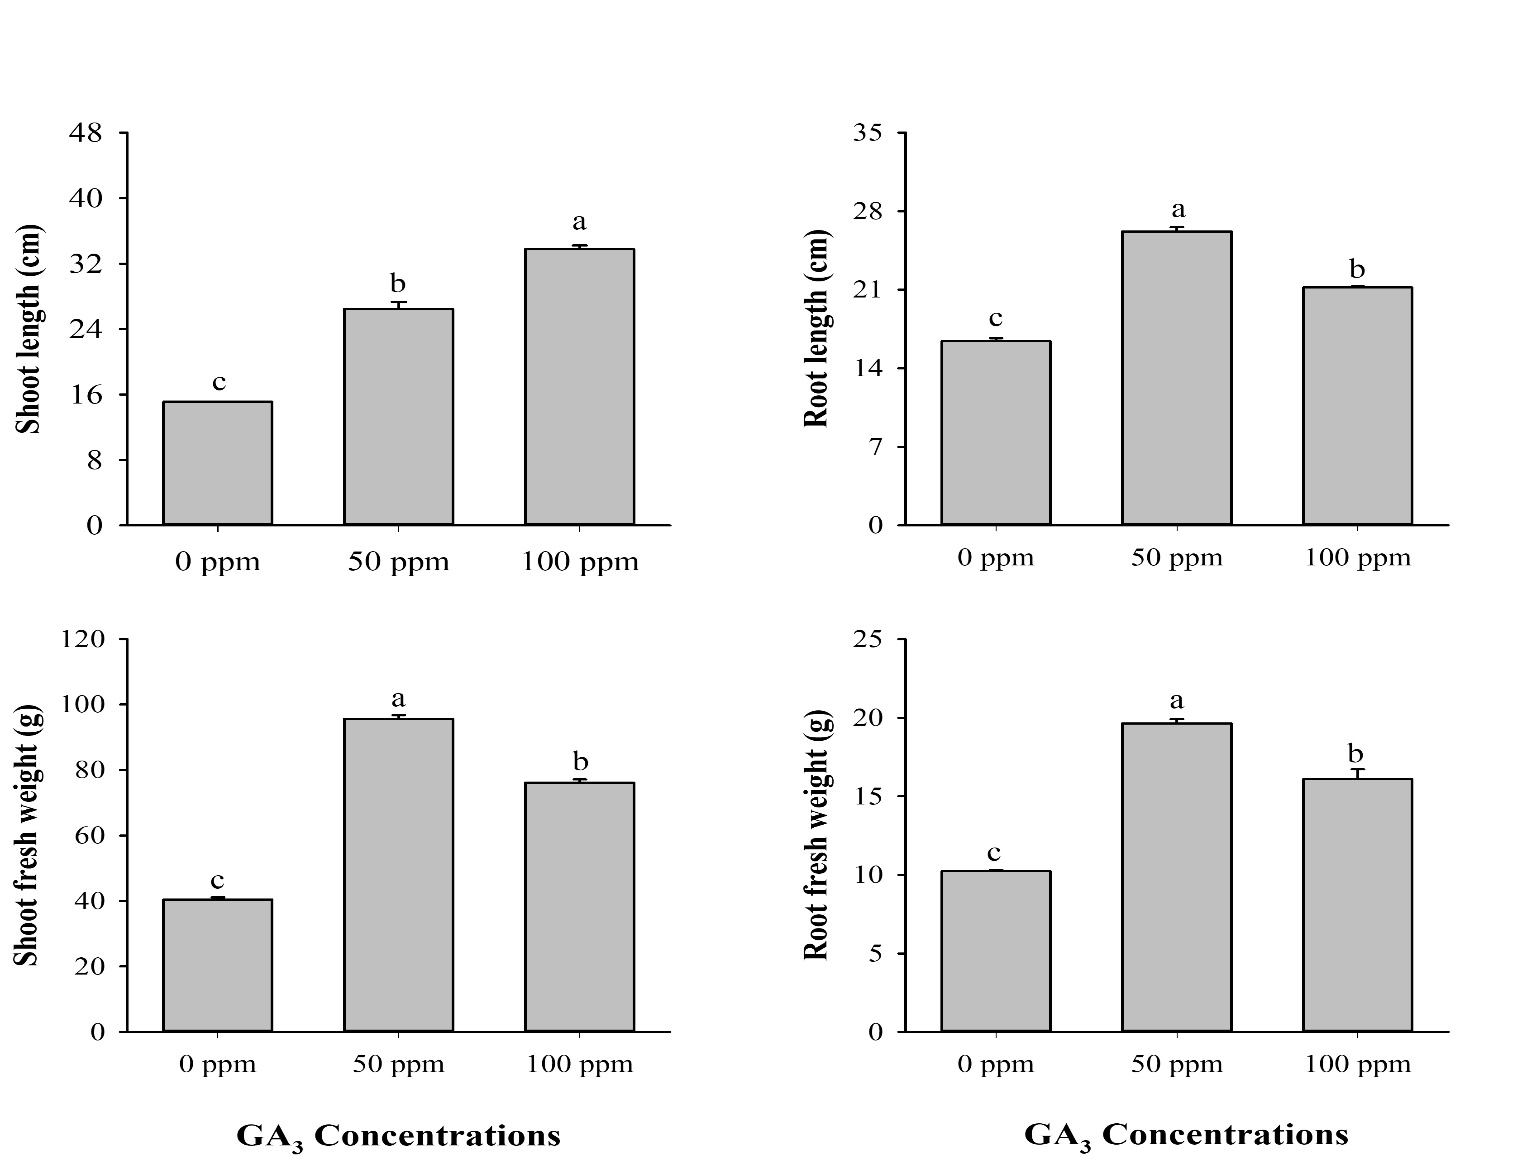 48
40
32
24
16
8
0
Shoot length (cm)
c
b
a
0 ppm 50 ppm 100 ppm
35
28
21
14
7
0
Root length (cm)
c
a
b
0 ppm 50 ppm 100 ppm
120
100
80
60
40
20
0
Shoot fresh weight (g)
c
a
b
0 ppm 50 ppm 100 ppm
GA3 Concentrations
25
20
15
10
5
0
Root fresh weight (g)
c
a
b
0 ppm 50 ppm 100 ppm
GA3 Concentrations